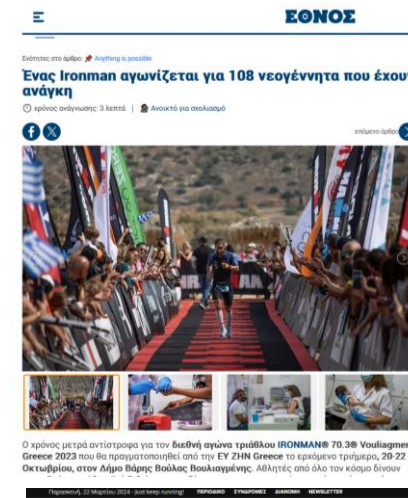 ΕΘΝΟΣ
Ενότητες στο άρθρο: 📌 Anything is possible
Ένας Ironman αγωνίζεται για 108 νεογέννητα που έχου
ανάγκη
χρόνος ανάγνωσης: 3 λεπτά | Ανοικτό για σχολιασμό
επόμενο άρθρο
Ο χρόνος μετρά αντίστροφα για τον διεθνή αγώνα τριάθλου IRONMAN® 70.3® Vouliagmen
Greece 2023 που θα πραγματοποιηθεί από την EY ZHN Greece το ερχόμενο τριήμερο, 20-22
Οκτωβρίου, στον Δήμο Βάρης Βούλας Βουλιαγμένης. Αθλητές από όλο τον κόσμο δίνουν
Παρασκευή, 22 Μαρτίου 2024 - Just keep running! ΠΕΡΙΟΔΙΚΟ ΣΥΝΔΡΟΜΕΣ ΔΙΑΝΟΜΗ NEWSLETTER